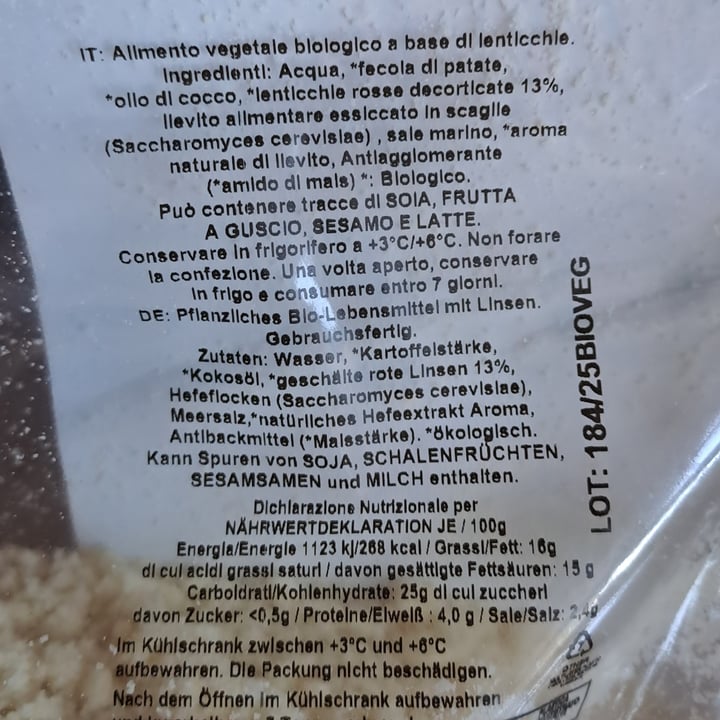 IT: Alimento vegetale biologico a base di lenticchie.
Ingredienti: Acqua, *fecola di patate,
*olio di cocco, *lenticchie rosse decorticate 13%,
lievito alimentare essiccato in scaglie
(Saccharomyces cerevisiae) , sale marino, *aroma
naturale di lievito, Antiagglomerante
(*amido di mais) *: Biologico.
Può contenere tracce di SOIA, FRUTTA
A GUSCIO, SESAMO E LATTE.
Conservare in frigorifero a +3°C/+6°C. Non forare
la confezione. Una volta aperto, conservare
in frigo e consumare entro 7 giorni.
DE: Pflanzliches Bio-Lebensmittel mit Linsen.
Gebrauchsfertig.
Zutaten: Wasser, *Kartoffelstärke,
*Kokosöl, *geschälte rote Linsen 13%,
Hefeflocken (Saccharomyces cerevisiae),
Meersalz,*natürliches Hefeextrakt Aroma,
Antibackmittel (*Maisstärke). *ökologisch.
Kann Spuren von SOJA, SCHALENFRÜCHTEN,
SESAMSAMEN und MILCH enthalten.
Dichiarazione Nutrizionale per
NÄHRWERTDEKLARATION JE / 100g
Energia/Energie 1123 kj/268 kcal / Grassi/Fett: 16g
di cui acidi grassi saturi / davon gesättigte Fettsäuren: 15 g
Carboidrati/Kohlenhydrate: 25g di cui zuccheri
davon Zucker: <0,5g / Proteine/Eiweiß : 4,0 g / Sale/Salz: 2,4g
Im Kühlschrank zwischen +3°C und +6°C
aufbewahren. Die Packung nicht beschädigen.
Nach dem Öffnen im Kühlschrank aufbewahren
LOT: 184/25BIOVEG